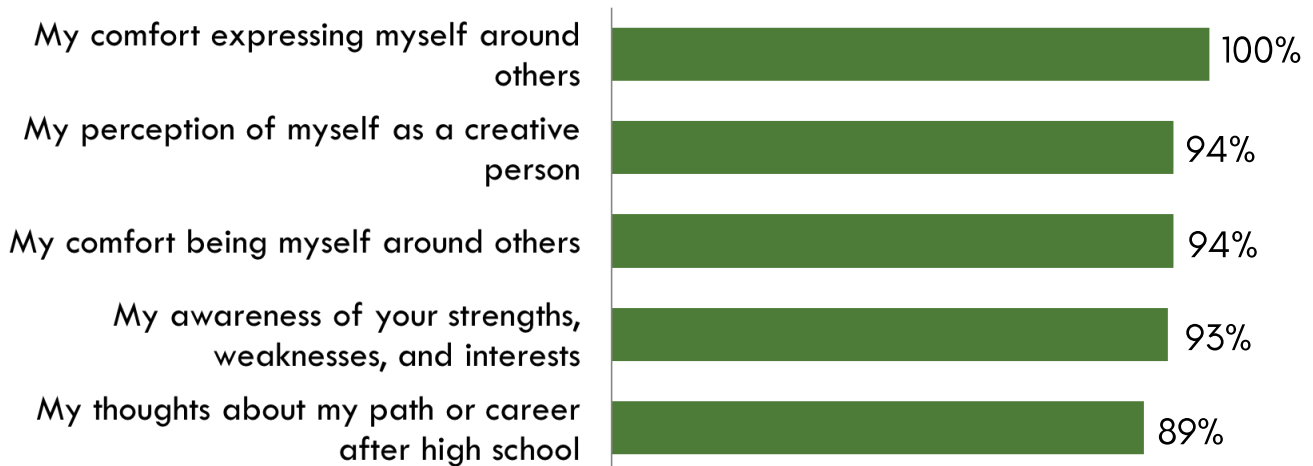 My comfort expressing myself around
others
100%
My perception of myself as a creative
person
94%
My comfort being myself around others
94%
My awareness of your strengths,
weaknesses, and interests
93%
My thoughts about my path or career
after high school
89%